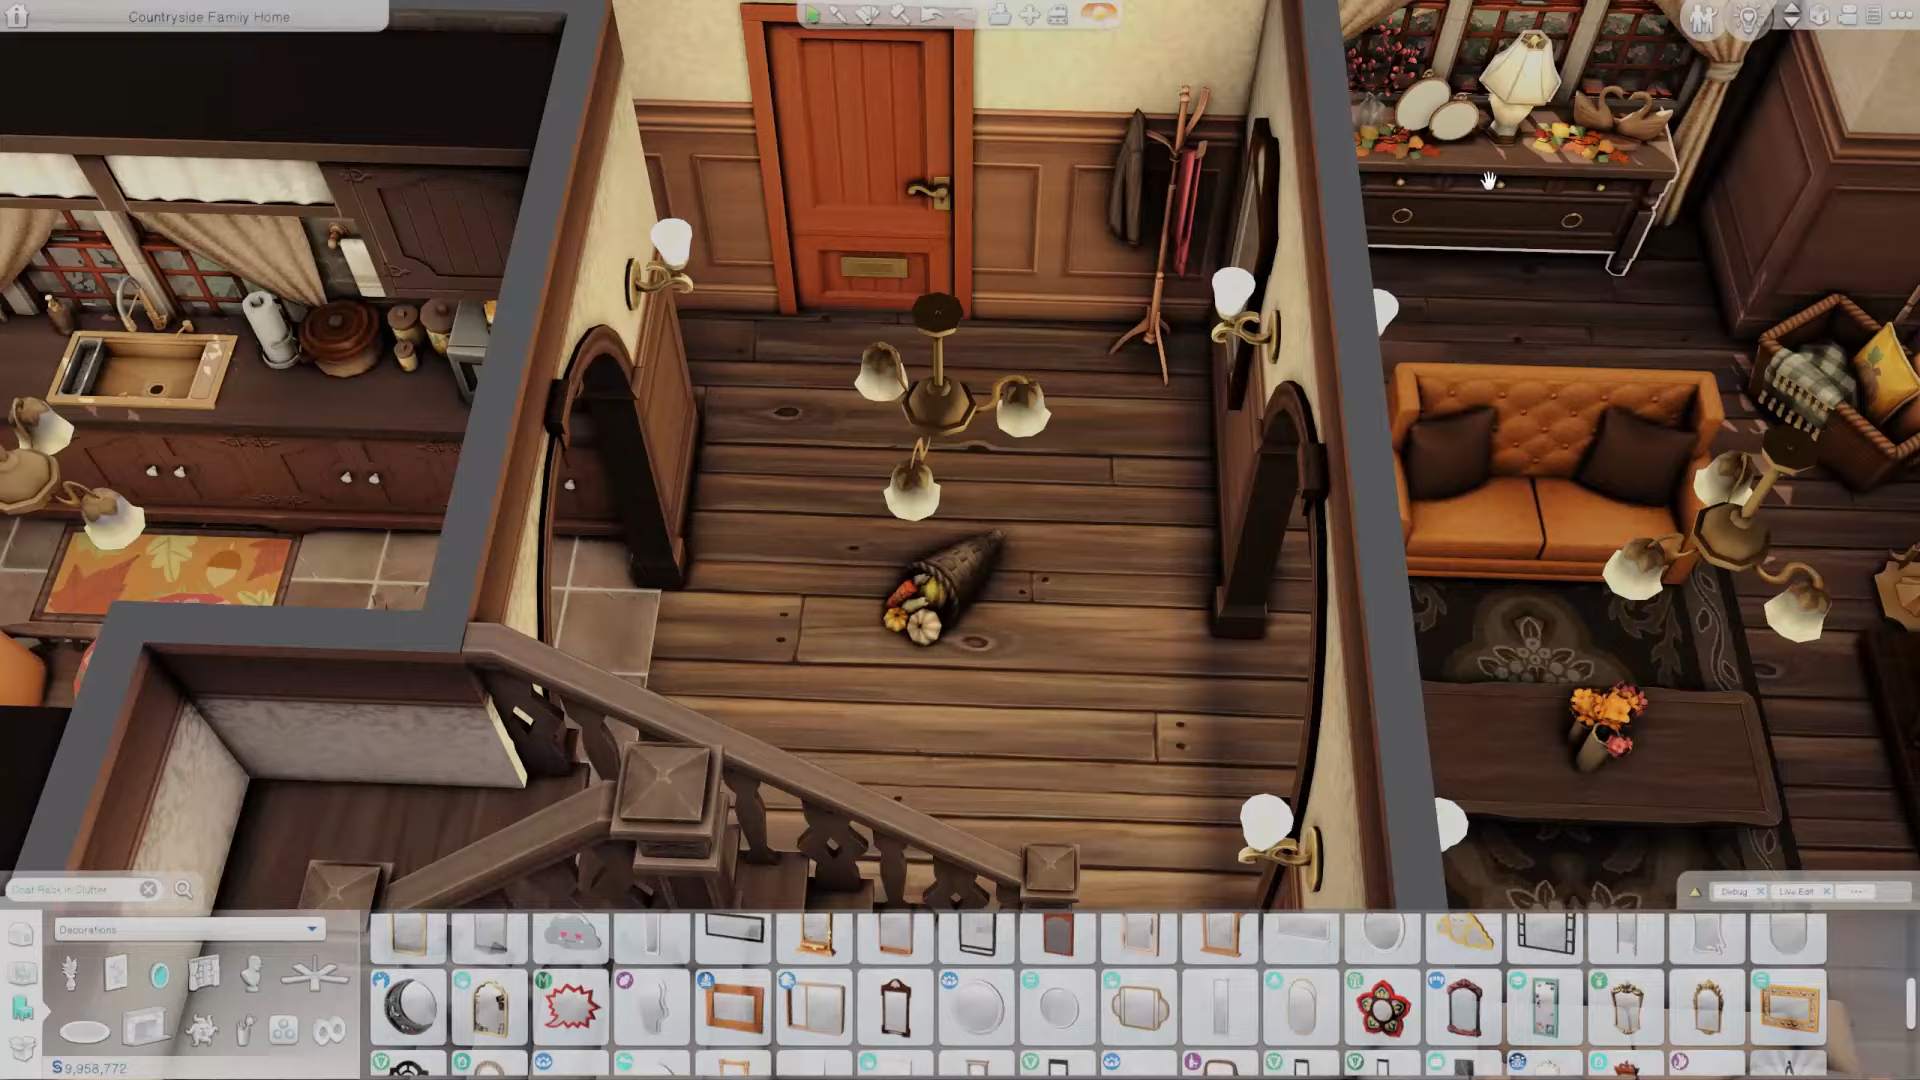 Countryside Family Home
Coat Rack in Clutter
Debug
Live Edit
Decorations
M
§9,958,772